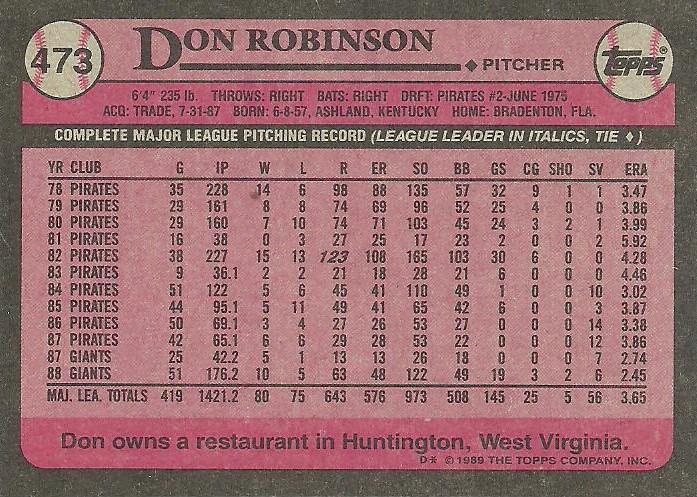 473
DON ROBINSON
◆ PITCHER
TOPPS®
6'4" 235 lb. THROWS: RIGHT BATS: RIGHT DRFT: PIRATES #2-JUNE 1975
ACQ: TRADE, 7-31-87 BORN: 6-8-57, ASHLAND, KENTUCKY HOME: BRADENTON, FLA.
COMPLETE MAJOR LEAGUE PITCHING RECORD (LEAGUE LEADER IN ITALICS, TIE ♦)
YR CLUB G IP W L R ER SO BB GS CG SHO SV ERA
78 PIRATES 35 228 14 6 98 88 135 57 32 9 1 1 3.47
79 PIRATES 29 161 8 8 74 69 96 52 25 4 0 0 3.86
80 PIRATES 29 160 7 10 74 71 103 45 24 3 2 1 3.99
81 PIRATES 16 38 0 3 27 25 17 23 2 0 0 2 5.92
82 PIRATES 38 227 15 13 123 108 165 103 30 6 0 0 4.28
83 PIRATES 9 36.1 2 2 21 18 28 21 6 0 0 0 4.46
84 PIRATES 51 122 5 6 45 41 110 49 1 0 0 10 3.02
85 PIRATES 44 95.1 5 11 49 41 65 42 6 0 0 3 3.87
86 PIRATES 50 69.1 3 4 27 26 53 27 0 0 0 14 3.38
87 PIRATES 42 65.1 6 6 29 28 53 22 0 0 0 12 3.86
87 GIANTS 25 42.2 5 1 13 13 26 18 0 0 0 7 2.74
88 GIANTS 51 176.2 10 5 63 48 122 49 19 3 2 6 2.45
MAJ. LEA. TOTALS 419 1421.2 80 75 643 576 973 508 145 25 5 56 3.65
Don owns a restaurant in Huntington, West Virginia.
D* © 1989 THE TOPPS COMPANY, INC.